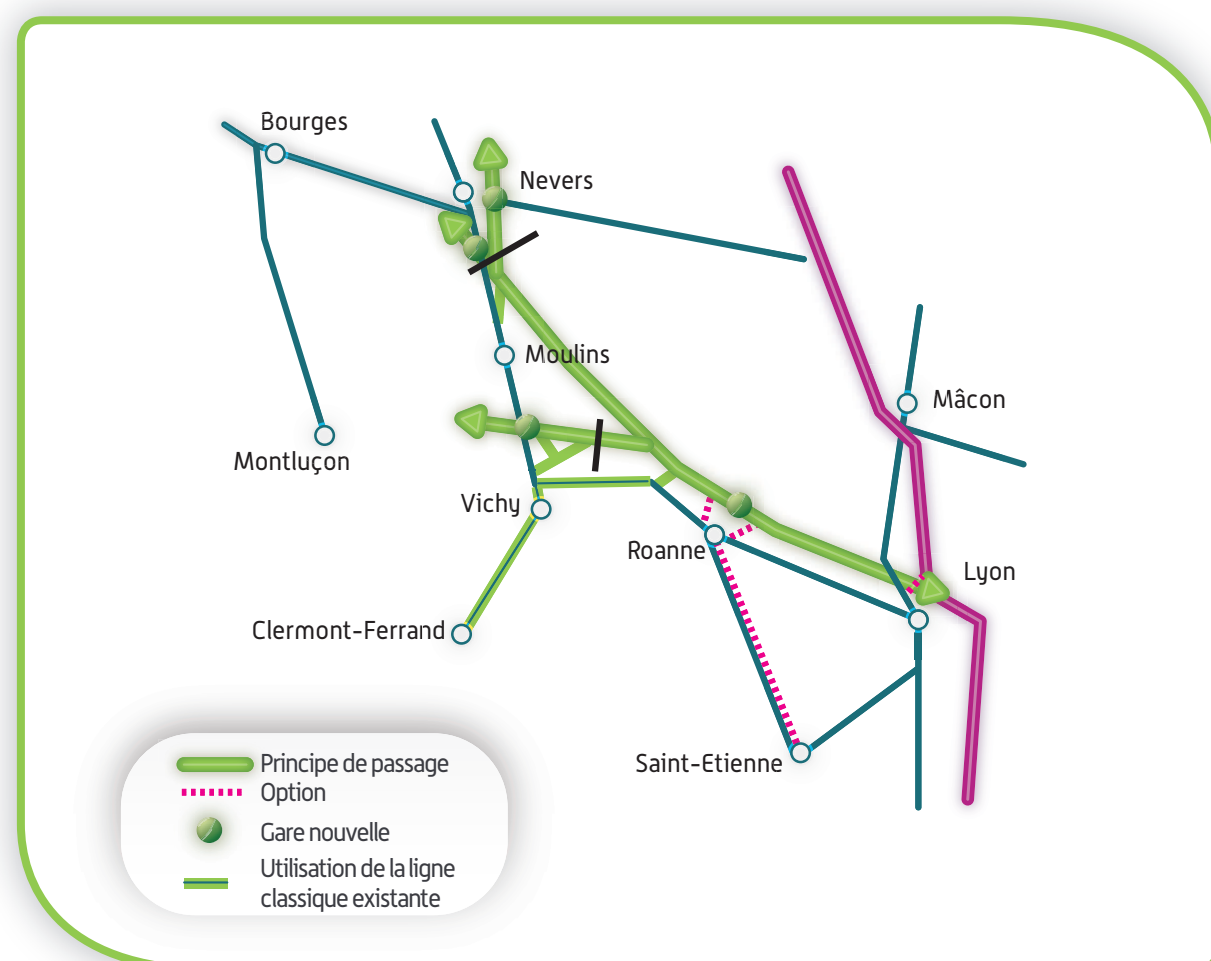 Bourges
Nevers
Moulins
Mâcon
Montluçon
Vichy
Roanne
Lyon
Clermont-Ferrand
Saint-Etienne
Principe de passage
Option
Gare nouvelle
Utilisation de la ligne
classique existante